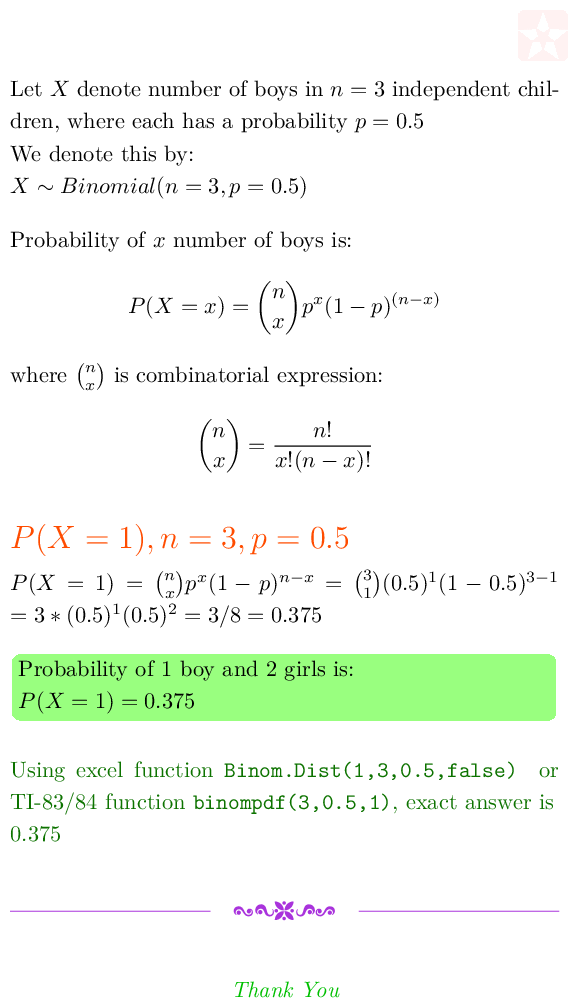 Let X denote number of boys in n = 3 independent chil-
dren, where each has a probability p = 0.5
We denote this by:
X ∼ Binomial(n = 3, p = 0.5)
Probability of x number of boys is:
P(X = x) = \binom{n}{x} p^x (1 − p)^{(n−x)}
where \binom{n}{x} is combinatorial expression:
\binom{n}{x} = \frac{n!}{x!(n − x)!}
P(X = 1), n = 3, p = 0.5
P(X = 1) = \binom{n}{x} p^x (1 − p)^{n−x} = \binom{3}{1} (0.5)^1 (1 − 0.5)^{3−1}
= 3 ∗ (0.5)^1 (0.5)^2 = 3/8 = 0.375
Probability of 1 boy and 2 girls is:
P(X = 1) = 0.375
Using excel function Binom.Dist(1,3,0.5,false) or
TI-83/84 function binompdf(3,0.5,1), exact answer is
0.375
Thank You